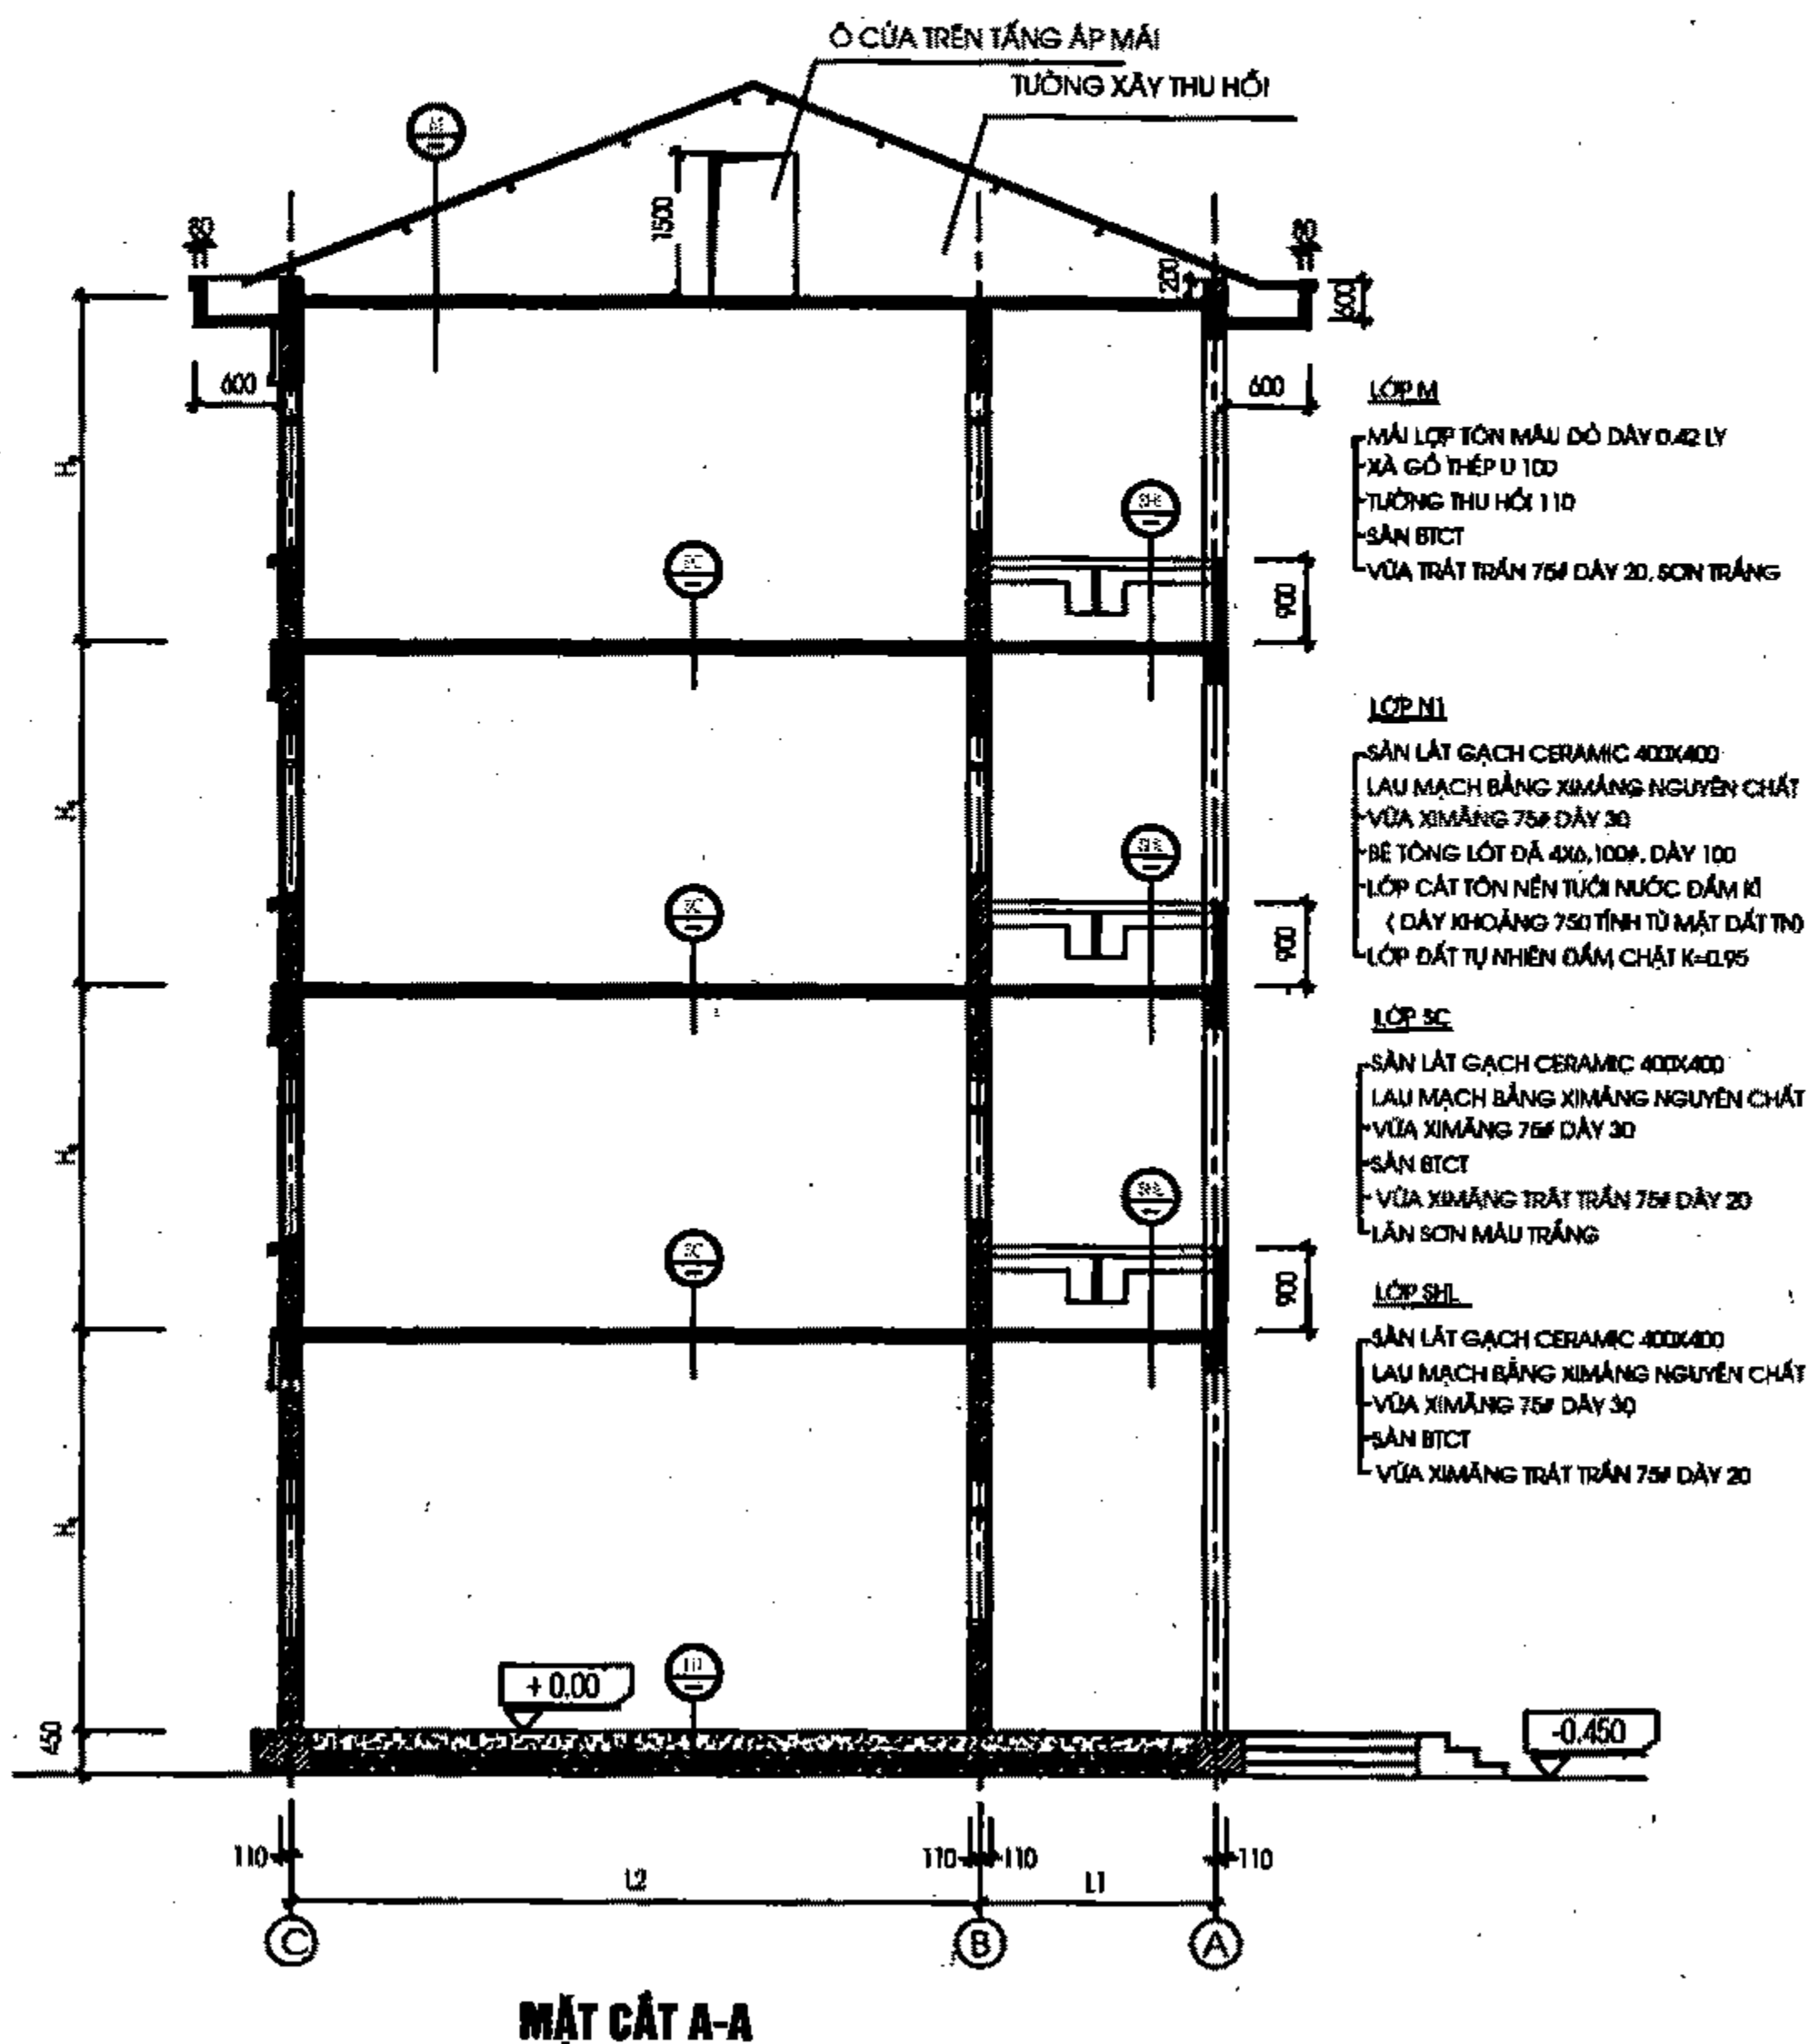 Ô CỬA TRÊN TẦNG ÁP MÁI
TƯỜNG XÂY THU HỒI
1500
80
80
200
600
600
600
LỚP M
MÁI LỢP TÔN MÀU ĐỎ DÀY 0.42 LY
XÀ GỒ THÉP U 100
TƯỜNG THU HỒI 110
SÀN BTCT
VỮA TRÁT TRẦN 75# DÀY 20, SƠN TRẮNG
SHL
SC
900
LỚP N1
SÀN LÁT GẠCH CERAMIC 400X400
LAU MẠCH BẰNG XIMĂNG NGUYÊN CHẤT
VỮA XIMĂNG 75# DÀY 30
BÊ TÔNG LÓT ĐÁ 4X6, 100#, DÀY 100
LỚP CÁT TÔN NỀN TƯỚI NƯỚC ĐẦM KĨ
( DÀY KHOẢNG 750 TÍNH TỪ MẶT ĐẤT TN)
LỚP ĐẤT TỰ NHIÊN ĐẦM CHẶT K=0.95
SHL
SC
900
LỚP SC
SÀN LÁT GẠCH CERAMIC 400X400
LAU MẠCH BẰNG XIMĂNG NGUYÊN CHẤT
VỮA XIMĂNG 75# DÀY 30
SÀN BTCT
VỮA XIMĂNG TRÁT TRẦN 75# DÀY 20
LĂN SƠN MÀU TRẮNG
SHL
SC
900
LỚP SHL
SÀN LÁT GẠCH CERAMIC 400X400
LAU MẠCH BẰNG XIMĂNG NGUYÊN CHẤT
VỮA XIMĂNG 75# DÀY 30
SÀN BTCT
VỮA XIMĂNG TRÁT TRẦN 75# DÀY 20
+ 0.00
-0.450
450
110
110
110
110
L2
L1
C
B
A
MẶT CẮT A-A